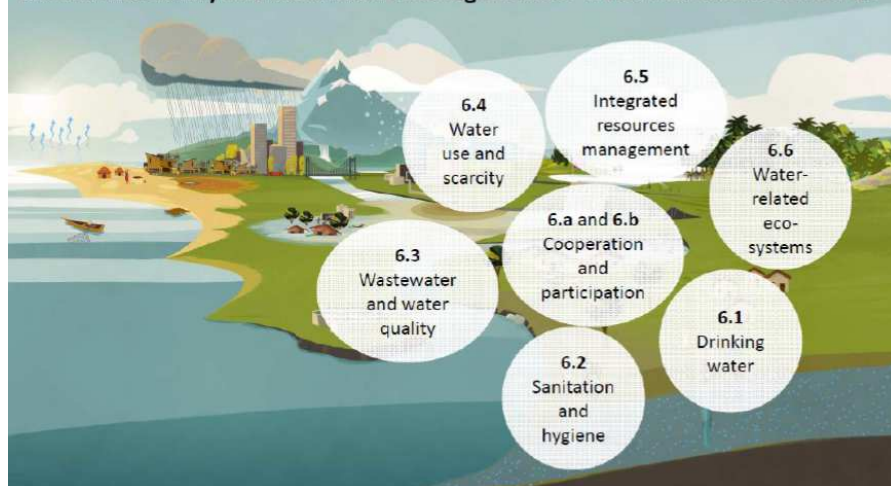 6.4
Water
use and
scarcity
6.5
Integrated
resources
management
6.6
Water-
related
eco-
systems
6.a and 6.b
Cooperation
and
participation
6.3
Wastewater
and water
quality
6.1
Drinking
water
6.2
Sanitation
and
hygiene